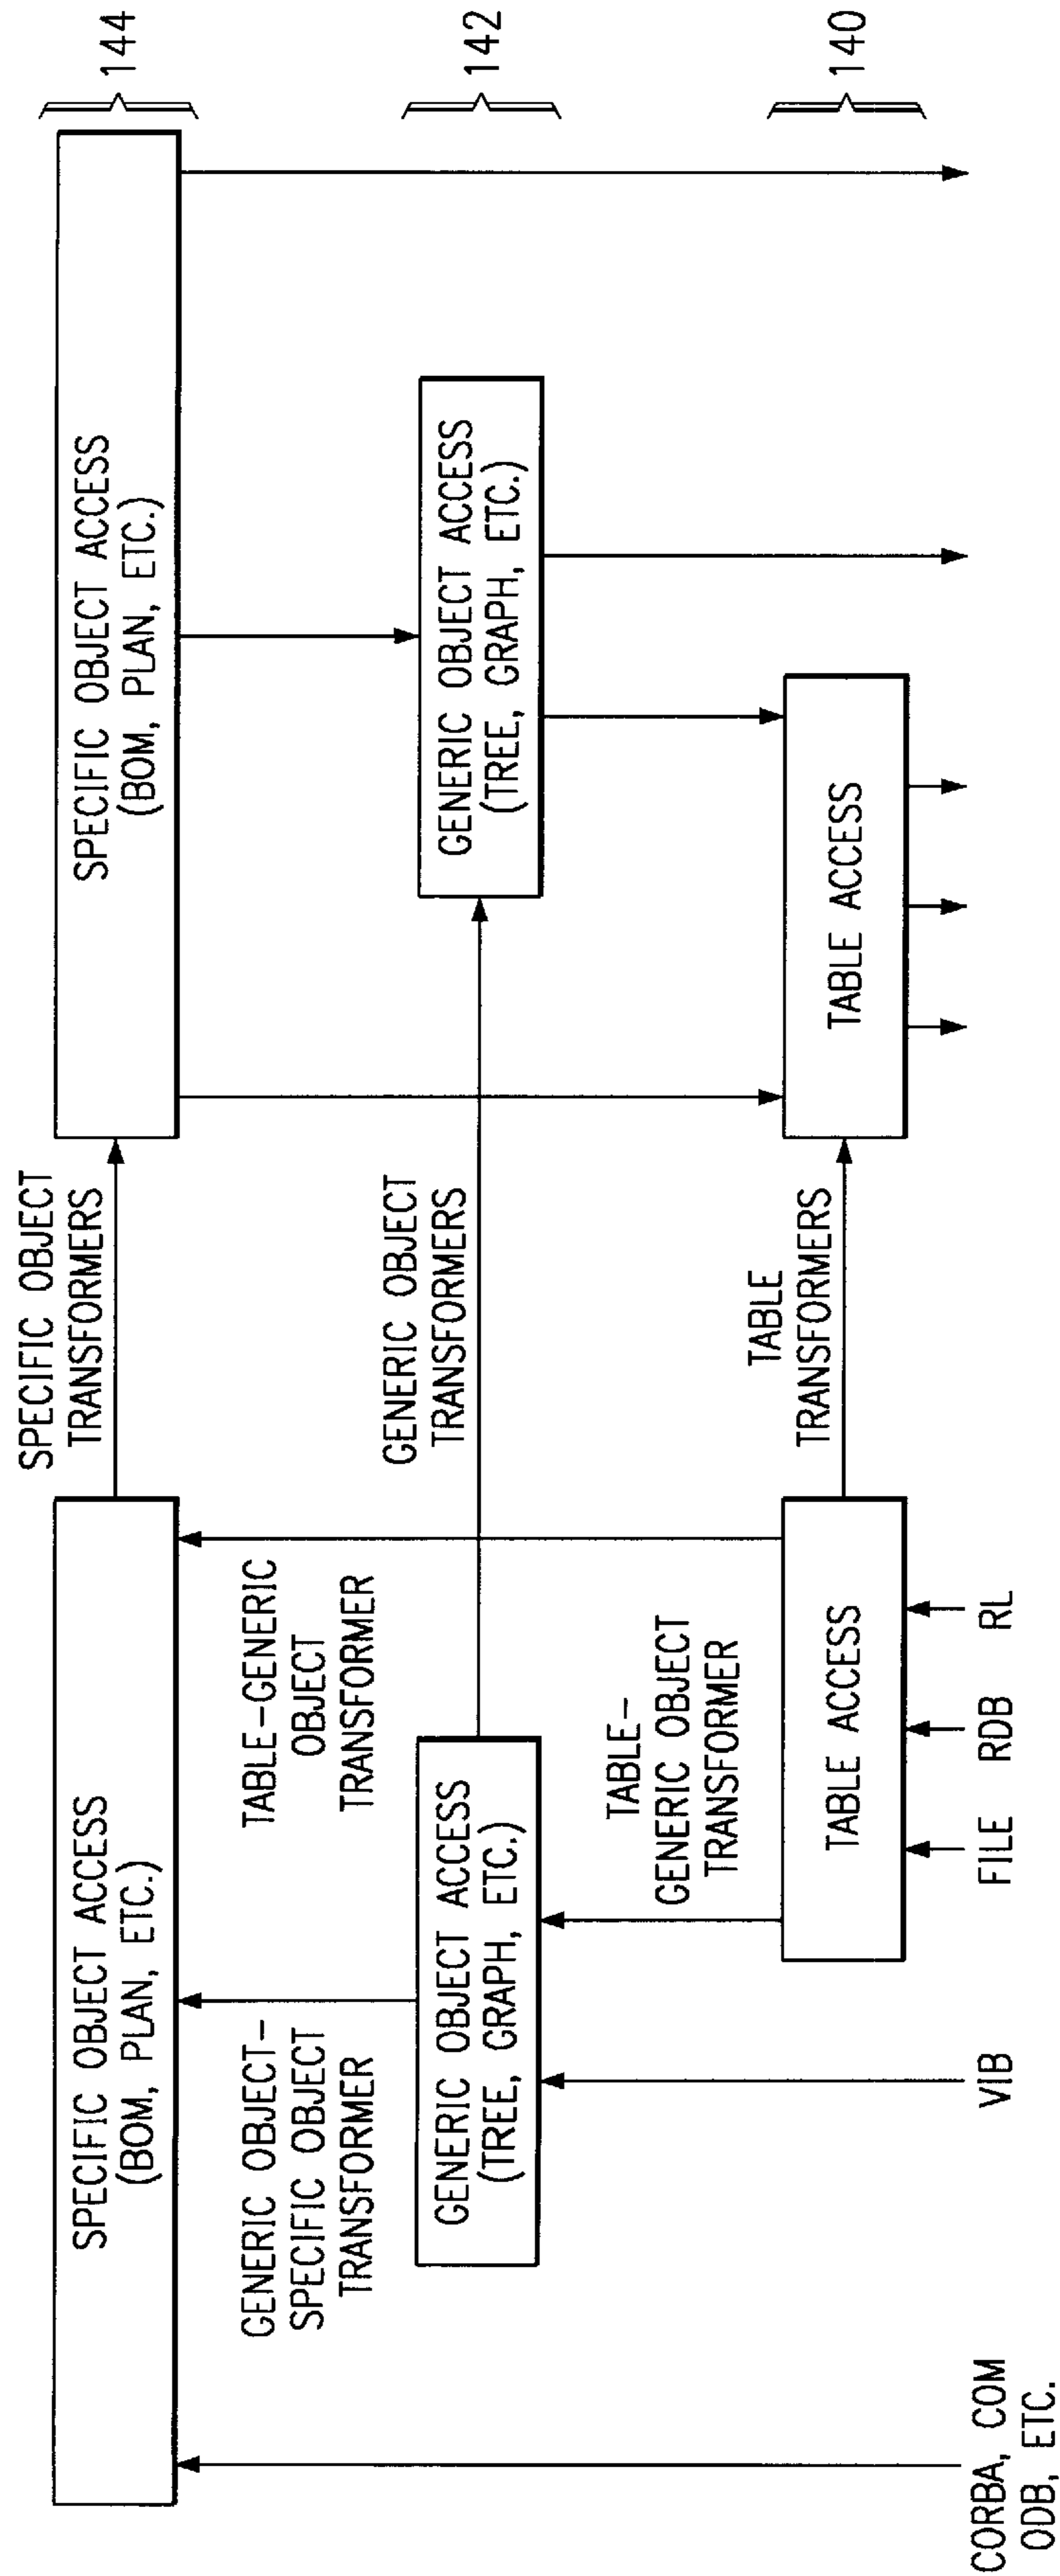 SPECIFIC OBJECT ACCESS
(BOM, PLAN, ETC.)
SPECIFIC OBJECT
TRANSFORMERS
SPECIFIC OBJECT ACCESS
(BOM, PLAN, ETC.)
144
GENERIC OBJECT-
SPECIFIC OBJECT
TRANSFORMER
TABLE-GENERIC
OBJECT
TRANSFORMER
GENERIC OBJECT ACCESS
(TREE, GRAPH, ETC.)
GENERIC OBJECT
TRANSFORMERS
GENERIC OBJECT ACCESS
(TREE, GRAPH, ETC.)
142
TABLE-
GENERIC OBJECT
TRANSFORMER
TABLE ACCESS
TABLE
TRANSFORMERS
TABLE ACCESS
140
CORBA, COM
ODB, ETC.
VIB
FILE
RDB
RL